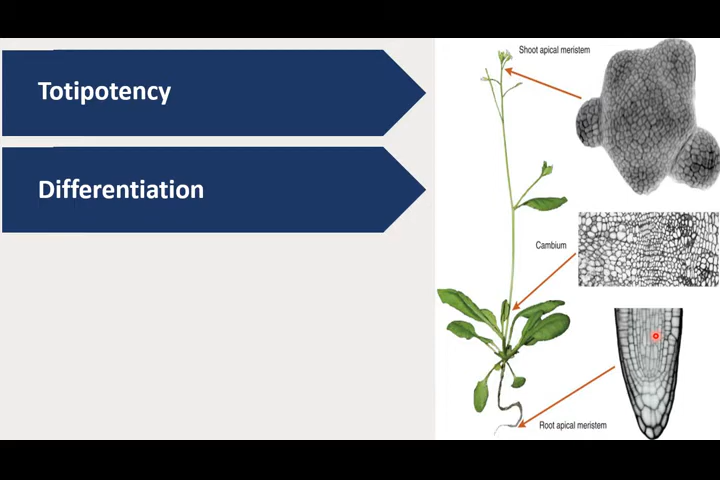 Totipotency
Differentiation
Shoot apical meristem
Cambium
Root apical meristem